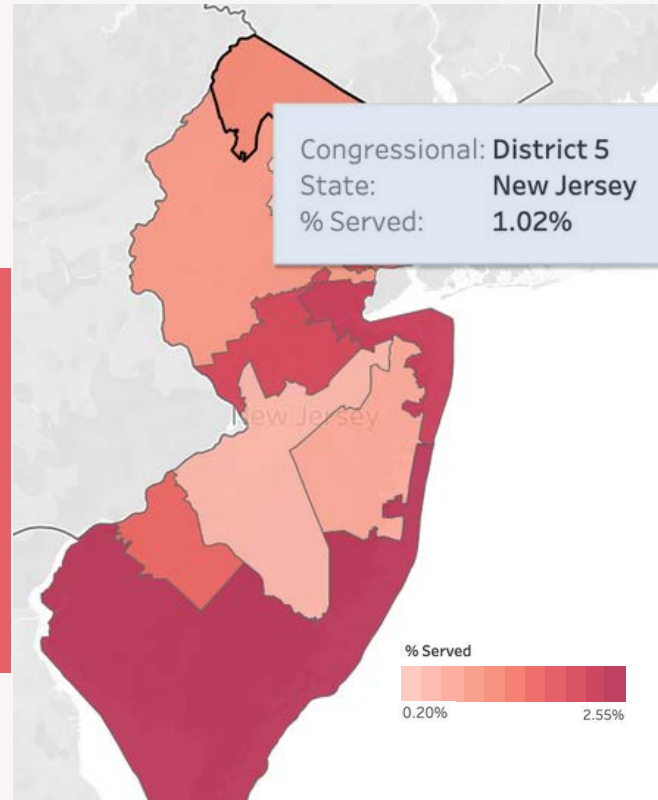 Congressional: District 5
State: New Jersey
% Served: 1.02%
New Jersey
% Served
0.20% 2.55%